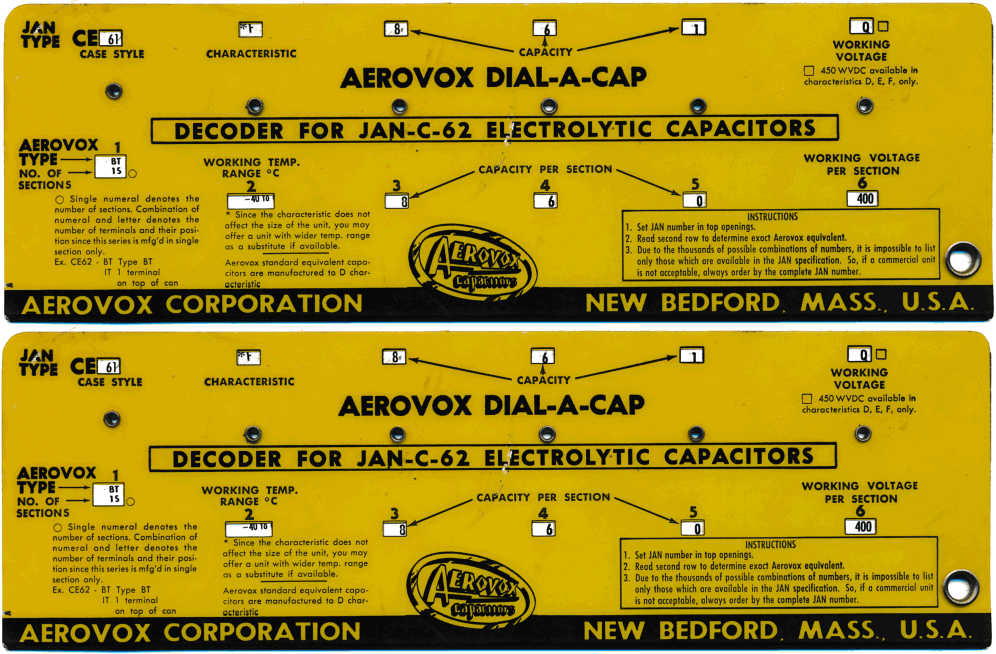 JAN
TYPE CE 61
CASE STYLE
CHARACTERISTIC
8 6 1
CAPACITY
Q □
WORKING
VOLTAGE
□ 450 WVDC available in
characteristics D, E, F, only.
AEROVOX DIAL-A-CAP
DECODER FOR JAN-C-62 ELECTROLYTIC CAPACITORS
AEROVOX 1
TYPE BT
NO. OF 1S ○
SECTIONS
○ Single numeral denotes the
number of sections. Combination of
numeral and letter denotes the
number of terminals and their posi-
tion since this series is mfg'd in single
section only.
Ex. CE62 - BT Type BT
IT 1 terminal
on top of can
WORKING TEMP.
RANGE °C
2
-40 TO
* Since the characteristic does not
affect the size of the unit, you may
offer a unit with wider temp. range
as a substitute if available.
Aerovox standard equivalent capa-
citors are manufactured to D char-
acteristic
CAPACITY PER SECTION
3 4 5
8 6 0
AEROVOX
Capacitors
WORKING VOLTAGE
PER SECTION
6
400
INSTRUCTIONS
1. Set JAN number in top openings.
2. Read second row to determine exact Aerovox equivalent.
3. Due to the thousands of possible combinations of numbers, it is impossible to list
only those which are available in the JAN specification. So, if a commercial unit
is not acceptable, always order by the complete JAN number.
AEROVOX CORPORATION NEW BEDFORD, MASS., U.S.A.
JAN
TYPE CE 61
CASE STYLE
CHARACTERISTIC
8 6 1
CAPACITY
Q □
WORKING
VOLTAGE
□ 450 WVDC available in
characteristics D, E, F, only.
AEROVOX DIAL-A-CAP
DECODER FOR JAN-C-62 ELECTROLYTIC CAPACITORS
AEROVOX 1
TYPE BT
NO. OF 1S ○
SECTIONS
○ Single numeral denotes the
number of sections. Combination of
numeral and letter denotes the
number of terminals and their posi-
tion since this series is mfg'd in single
section only.
Ex. CE62 - BT Type BT
IT 1 terminal
on top of can
WORKING TEMP.
RANGE °C
2
-40 TO
* Since the characteristic does not
affect the size of the unit, you may
offer a unit with wider temp. range
as a substitute if available.
Aerovox standard equivalent capa-
citors are manufactured to D char-
acteristic
CAPACITY PER SECTION
3 4 5
8 6 0
AEROVOX
Capacitors
WORKING VOLTAGE
PER SECTION
6
400
INSTRUCTIONS
1. Set JAN number in top openings.
2. Read second row to determine exact Aerovox equivalent.
3. Due to the thousands of possible combinations of numbers, it is impossible to list
only those which are available in the JAN specification. So, if a commercial unit
is not acceptable, always order by the complete JAN number.
AEROVOX CORPORATION NEW BEDFORD, MASS., U.S.A.